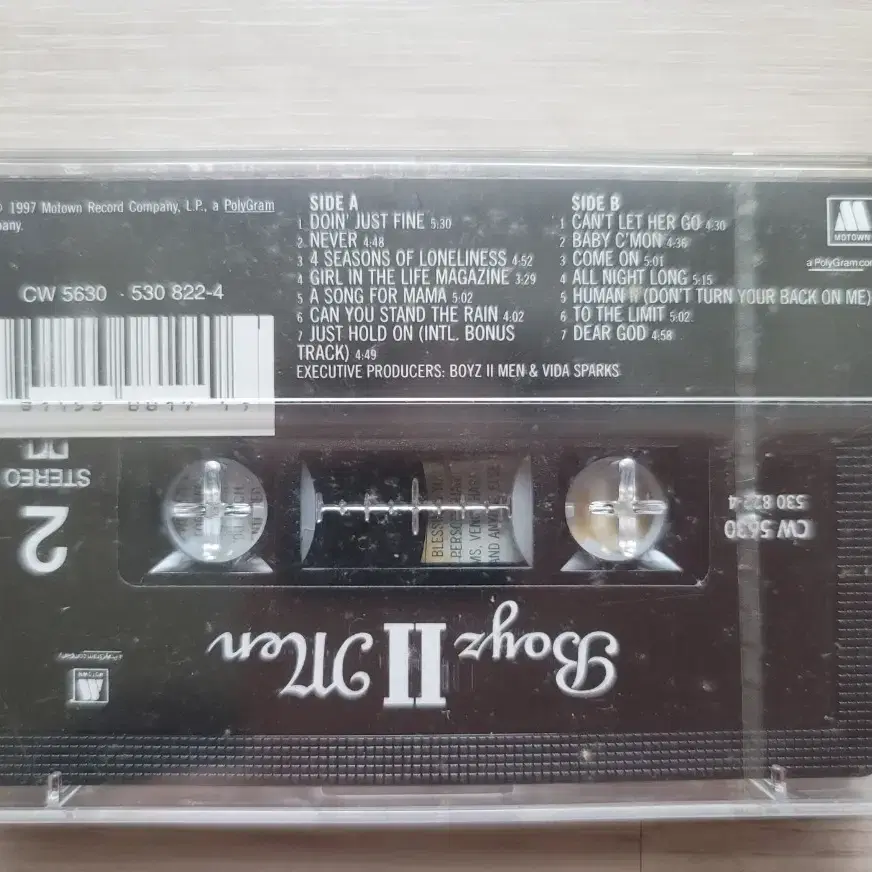 ℗ 1997 Motown Record Company, L.P., a PolyGram
pany.
CW 5630 · 530 822-4
SIDE A
1 DOIN' JUST FINE 5:30
2 NEVER 4:48
3 4 SEASONS OF LONELINESS 4:52
4 GIRL IN THE LIFE MAGAZINE 3:29
5 A SONG FOR MAMA 5:02
6 CAN YOU STAND THE RAIN 4:02
7 JUST HOLD ON (INTL. BONUS
TRACK) 4:49
EXECUTIVE PRODUCERS: BOYZ II MEN & VIDA SPARKS
SIDE B
1 CAN'T LET HER GO 4:30
2 BABY C'MON 4:36
3 COME ON 5:01
4 ALL NIGHT LONG 5:15
5 HUMAN II (DON'T TURN YOUR BACK ON ME)
6 TO THE LIMIT 5:02
7 DEAR GOD 4:58
M
MOTOWN
a PolyGram com
STEREO
2
CW 5630
530 822-4
Boyz II Men
a PolyGram company
M
MOTOWN